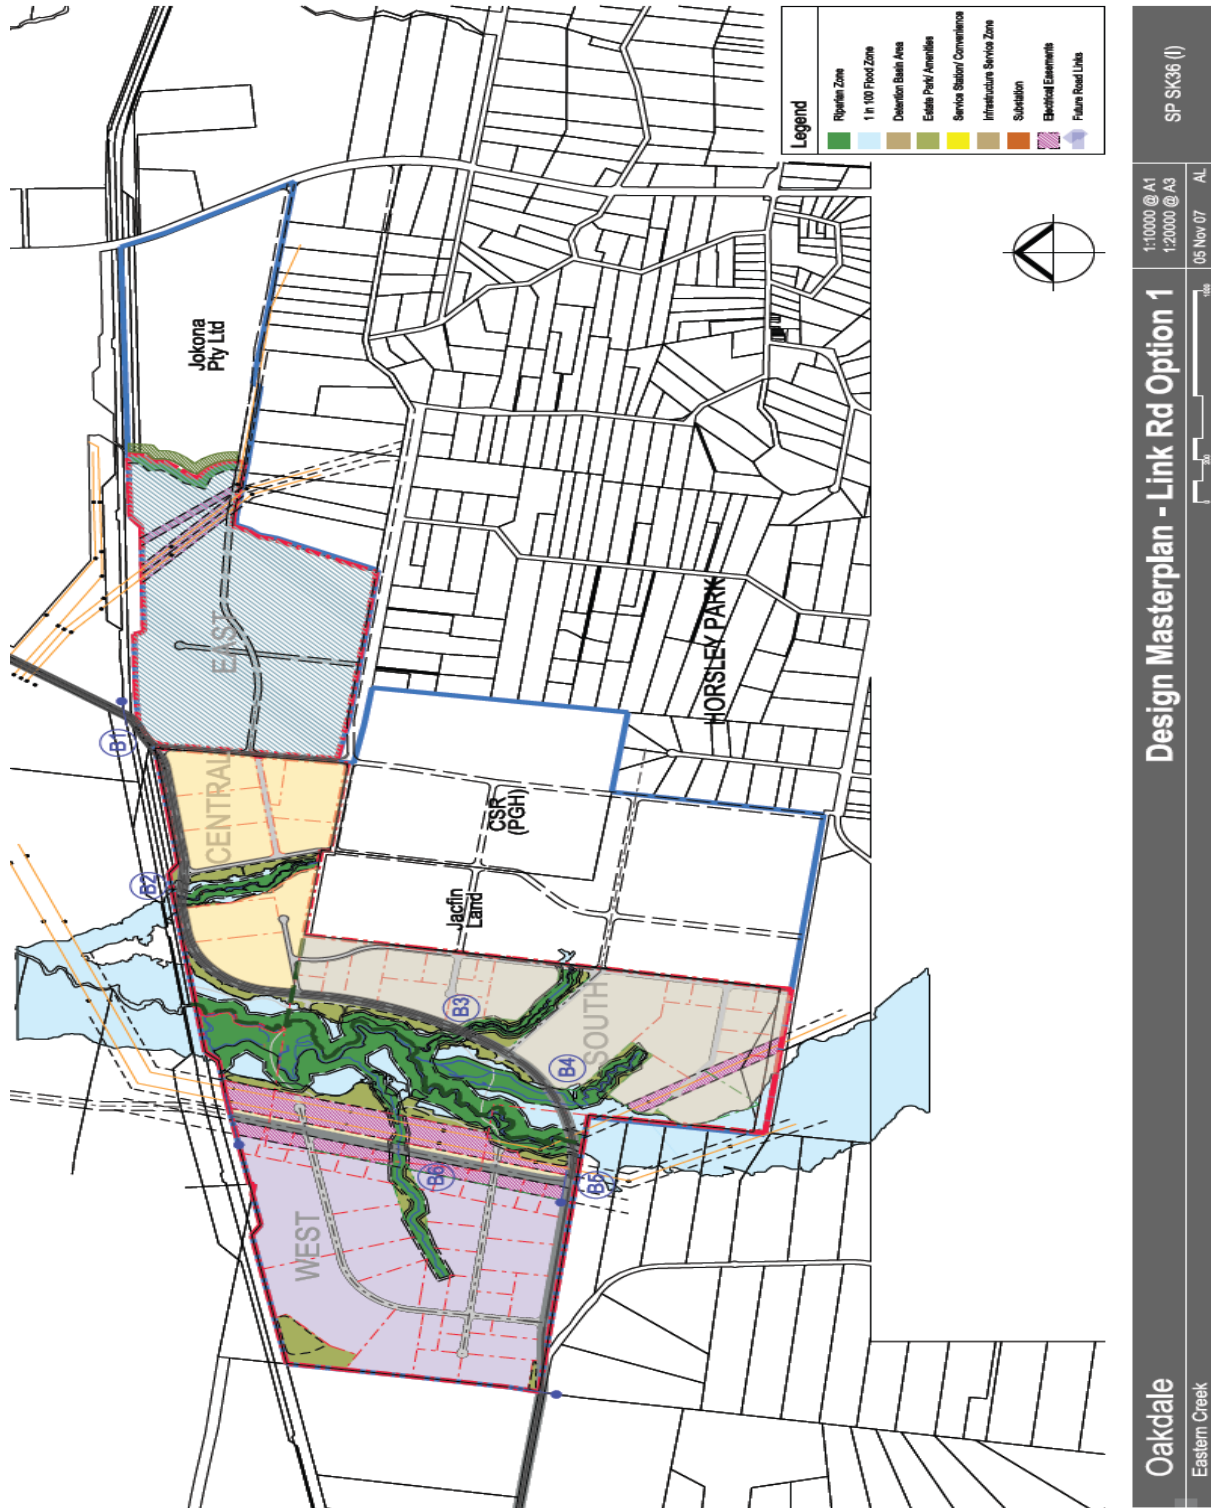 Legend
Riparian Zone
1 in 100 Flood Zone
Detention Basin Area
Estate Park/ Amenities
Service Station/ Convenience
Infrastructure Service Zone
Substation
Electrical Easements
Future Road Links
Jokona
Pty Ltd
EAST
CENTRAL
CSR
(PGH)
Jacfin
Land
HORSLEY PARK
SOUTH
WEST
B1
B2
B3
B4
B5
B6
Oakdale
Eastern Creek
Design Masterplan - Link Rd Option 1
0
200
1000
1:10000 @ A1
1:20000 @ A3
05 Nov 07 AL
SP SK36 (I)